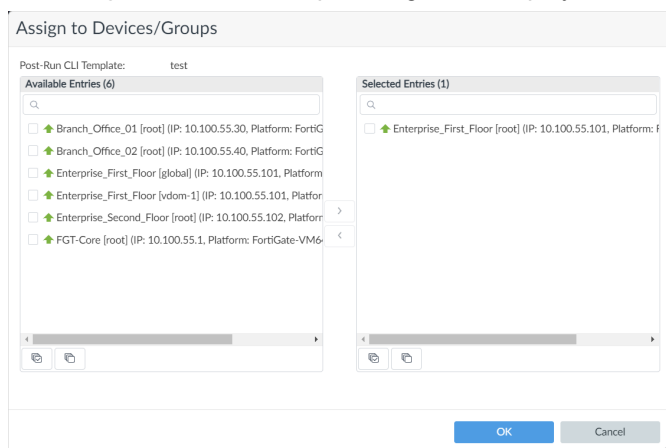 Assign to Devices/Groups
Post-Run CLI Template: test
Available Entries (6)
Branch_Office_01 [root] (IP: 10.100.55.30, Platform: FortiG
Branch_Office_02 [root] (IP: 10.100.55.40, Platform: FortiG
Enterprise_First_Floor [global] (IP: 10.100.55.101, Platform
Enterprise_First_Floor [vdom-1] (IP: 10.100.55.101, Platfor
Enterprise_Second_Floor [root] (IP: 10.100.55.102, Platforr
FGT-Core [root] (IP: 10.100.55.1, Platform: FortiGate-VM6
Selected Entries (1)
Enterprise_First_Floor [root] (IP: 10.100.55.101, Platform: F
OK
Cancel